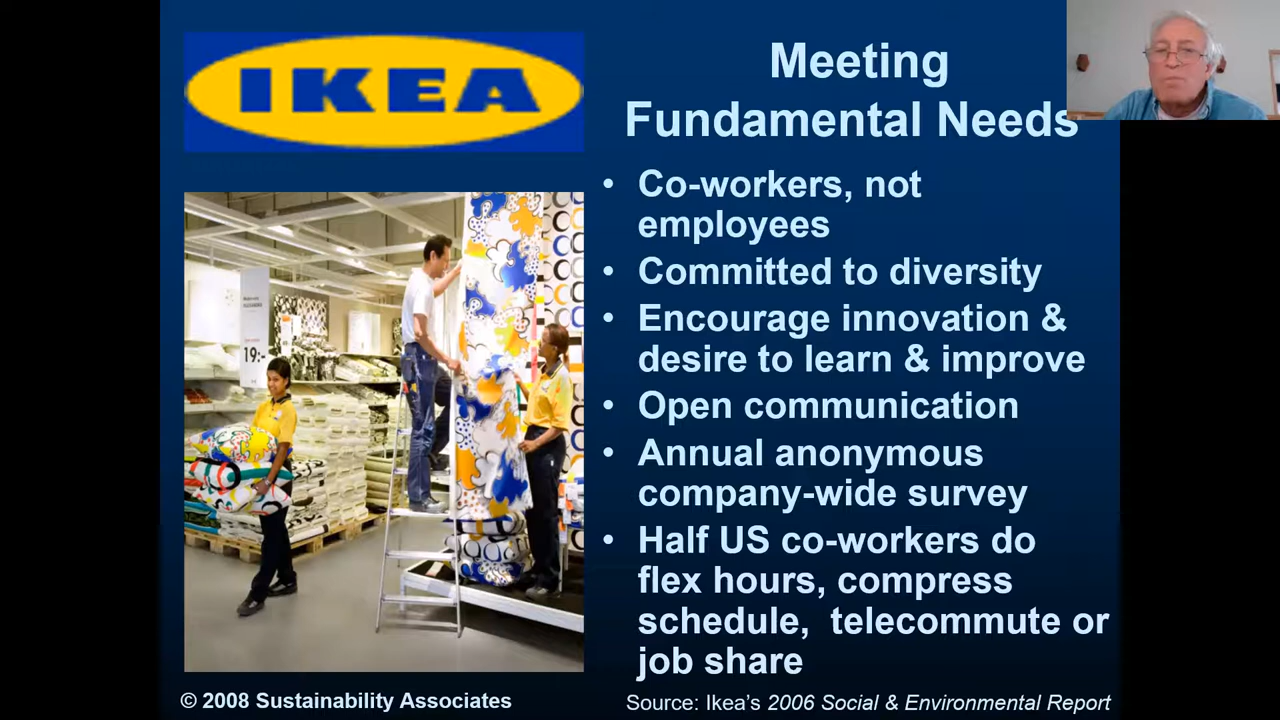 IKEA
Meeting
Fundamental Needs
• Co-workers, not
employees
• Committed to diversity
• Encourage innovation &
desire to learn & improve
• Open communication
• Annual anonymous
company-wide survey
• Half US co-workers do
flex hours, compress
schedule,  telecommute or
job share
19:-
© 2008 Sustainability Associates
Source: Ikea’s 2006 Social & Environmental Report